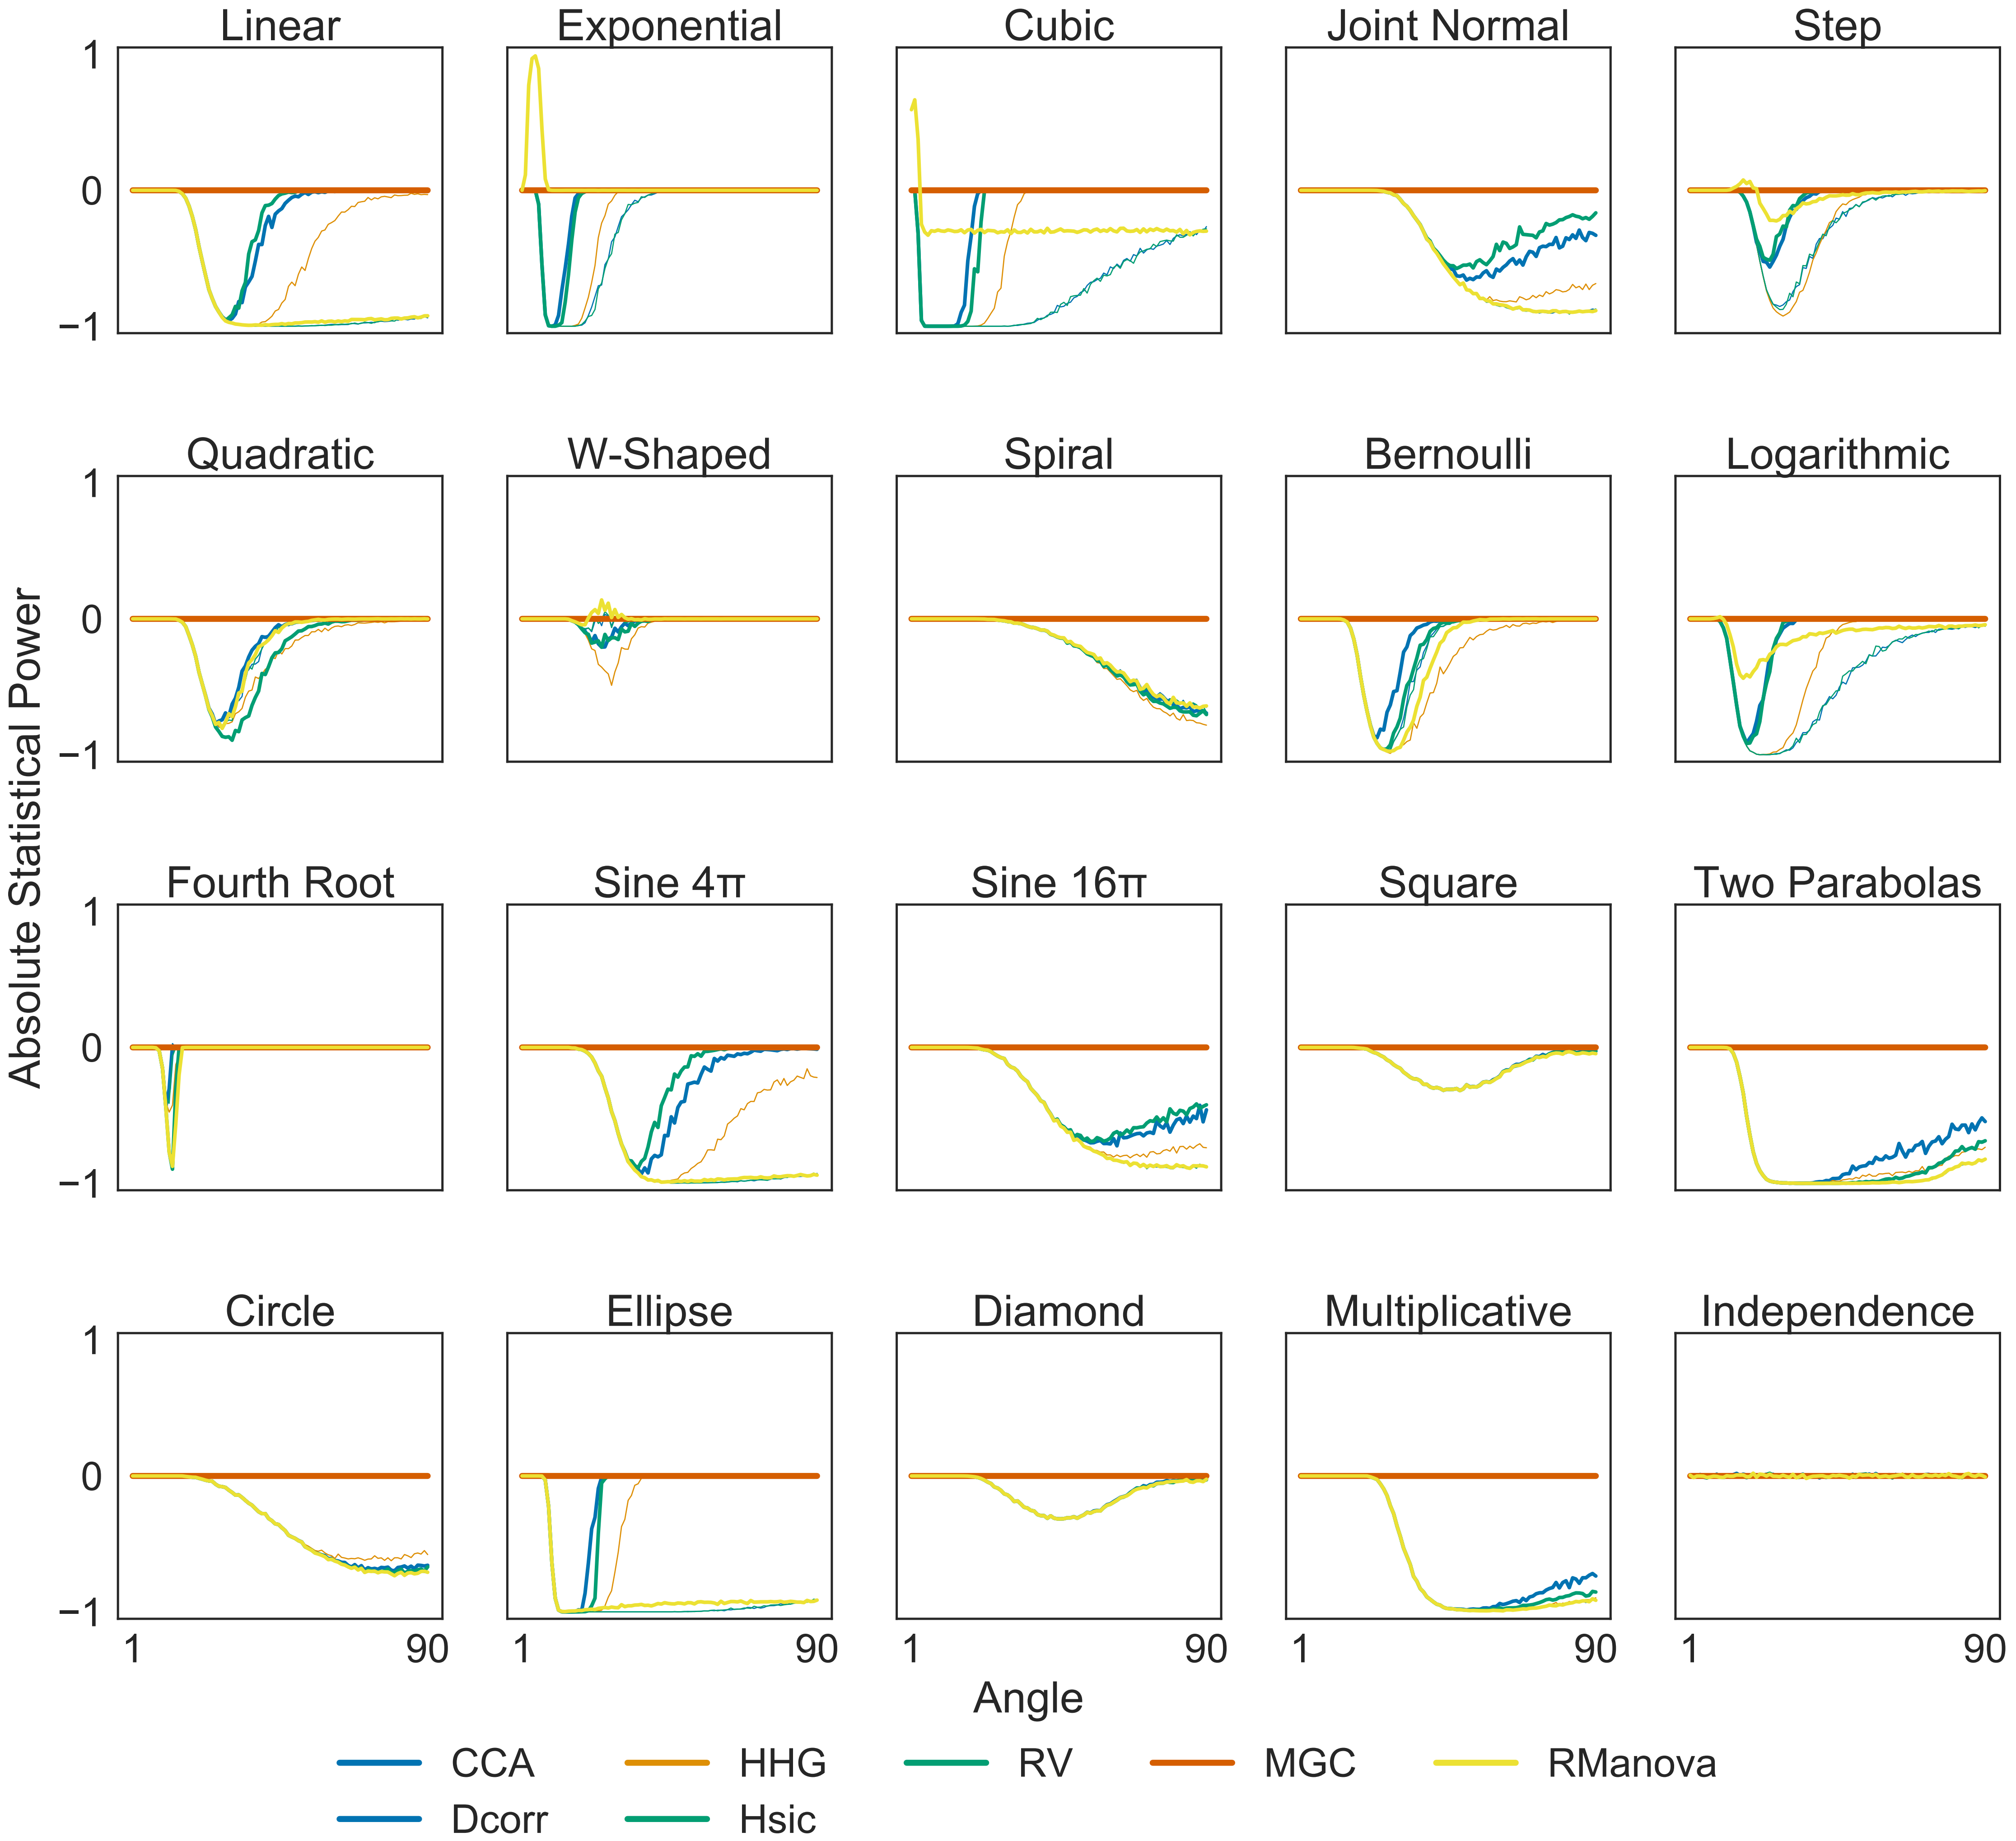 Linear Exponential Cubic Joint Normal Step
1
0
−1
Quadratic W-Shaped Spiral Bernoulli Logarithmic
1
0
−1
Absolute Statistical Power
Fourth Root Sine 4π Sine 16π Square Two Parabolas
1
0
−1
Circle Ellipse Diamond Multiplicative Independence
1
0
−1
1 90 1 90 1 90 1 90 1 90
Angle
CCA HHG RV MGC RManova
Dcorr Hsic